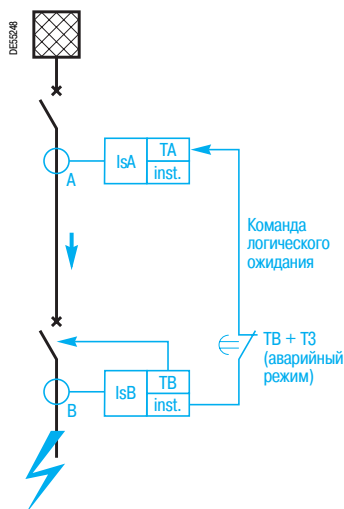 DE55248
IsA
TA
inst.
A
Команда
логического
ожидания
TB + T3
(аварийный
режим)
IsB
TB
inst.
B